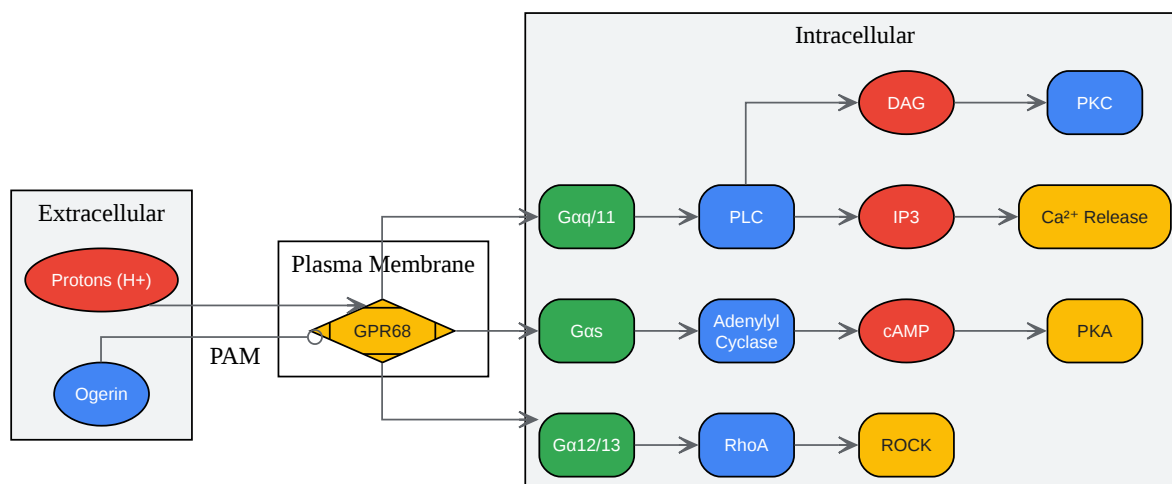 Intracellular
DAG
PKC
Extracellular
Gαq/11
PLC
IP3
Ca²⁺ Release
Plasma Membrane
Protons (H+)
GPR68
Gαs
Adenylyl
Cyclase
cAMP
PKA
PAM
Ogerin
Gα12/13
RhoA
ROCK